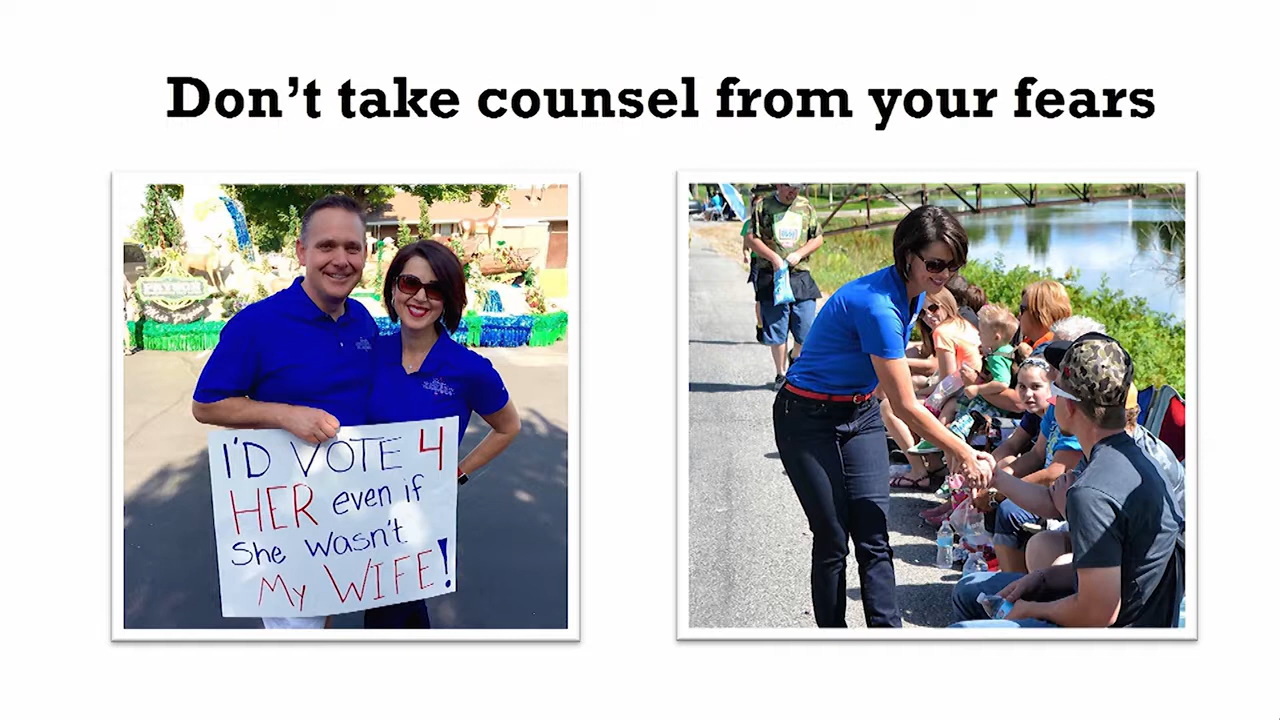 Don’t take counsel from your fears
I'D VOTE 4
HER even if
She wasn't
My WIFE!